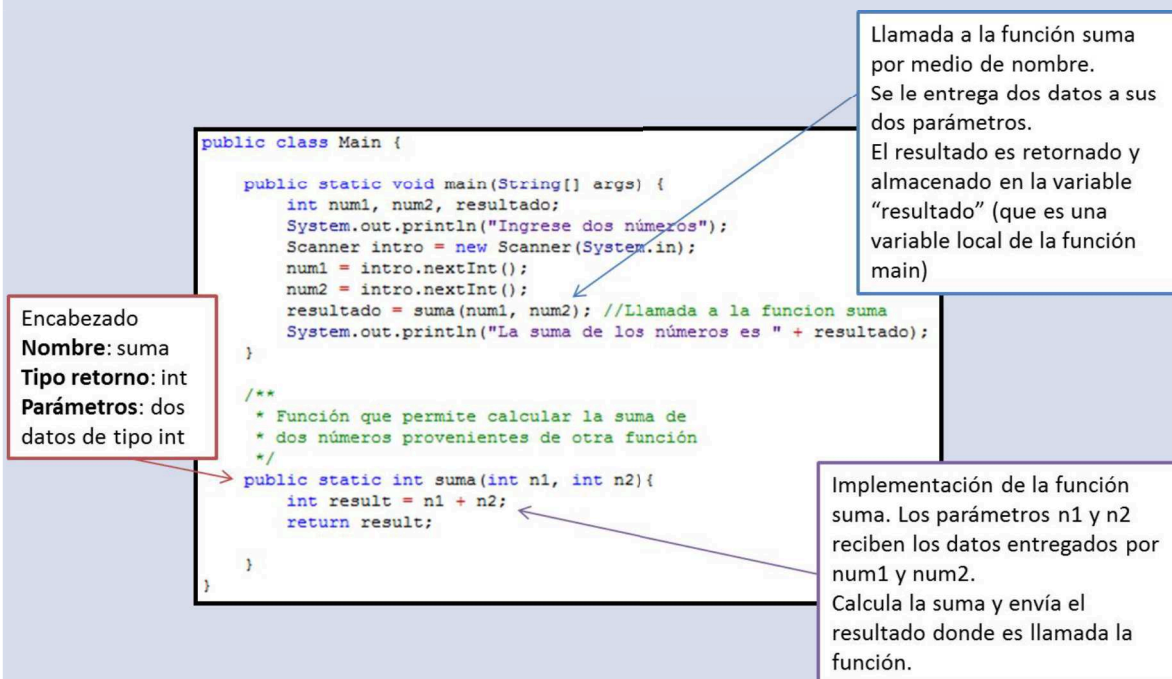 Llamada a la función suma
por medio de nombre.
Se le entrega dos datos a sus
dos parámetros.
El resultado es retornado y
almacenado en la variable
“resultado” (que es una
variable local de la función
main)
public class Main {
public static void main(String[] args) {
int num1, num2, resultado;
System.out.println("Ingrese dos números");
Scanner intro = new Scanner(System.in);
num1 = intro.nextInt();
num2 = intro.nextInt();
resultado = suma(num1, num2); //Llamada a la funcion suma
System.out.println("La suma de los números es " + resultado);
}
/**
* Función que permite calcular la suma de
* dos números provenientes de otra función
*/
public static int suma(int n1, int n2){
int result = n1 + n2;
return result;
}
}
Encabezado
Nombre: suma
Tipo retorno: int
Parámetros: dos
datos de tipo int
Implementación de la función
suma. Los parámetros n1 y n2
reciben los datos entregados por
num1 y num2.
Calcula la suma y envía el
resultado donde es llamada la
función.